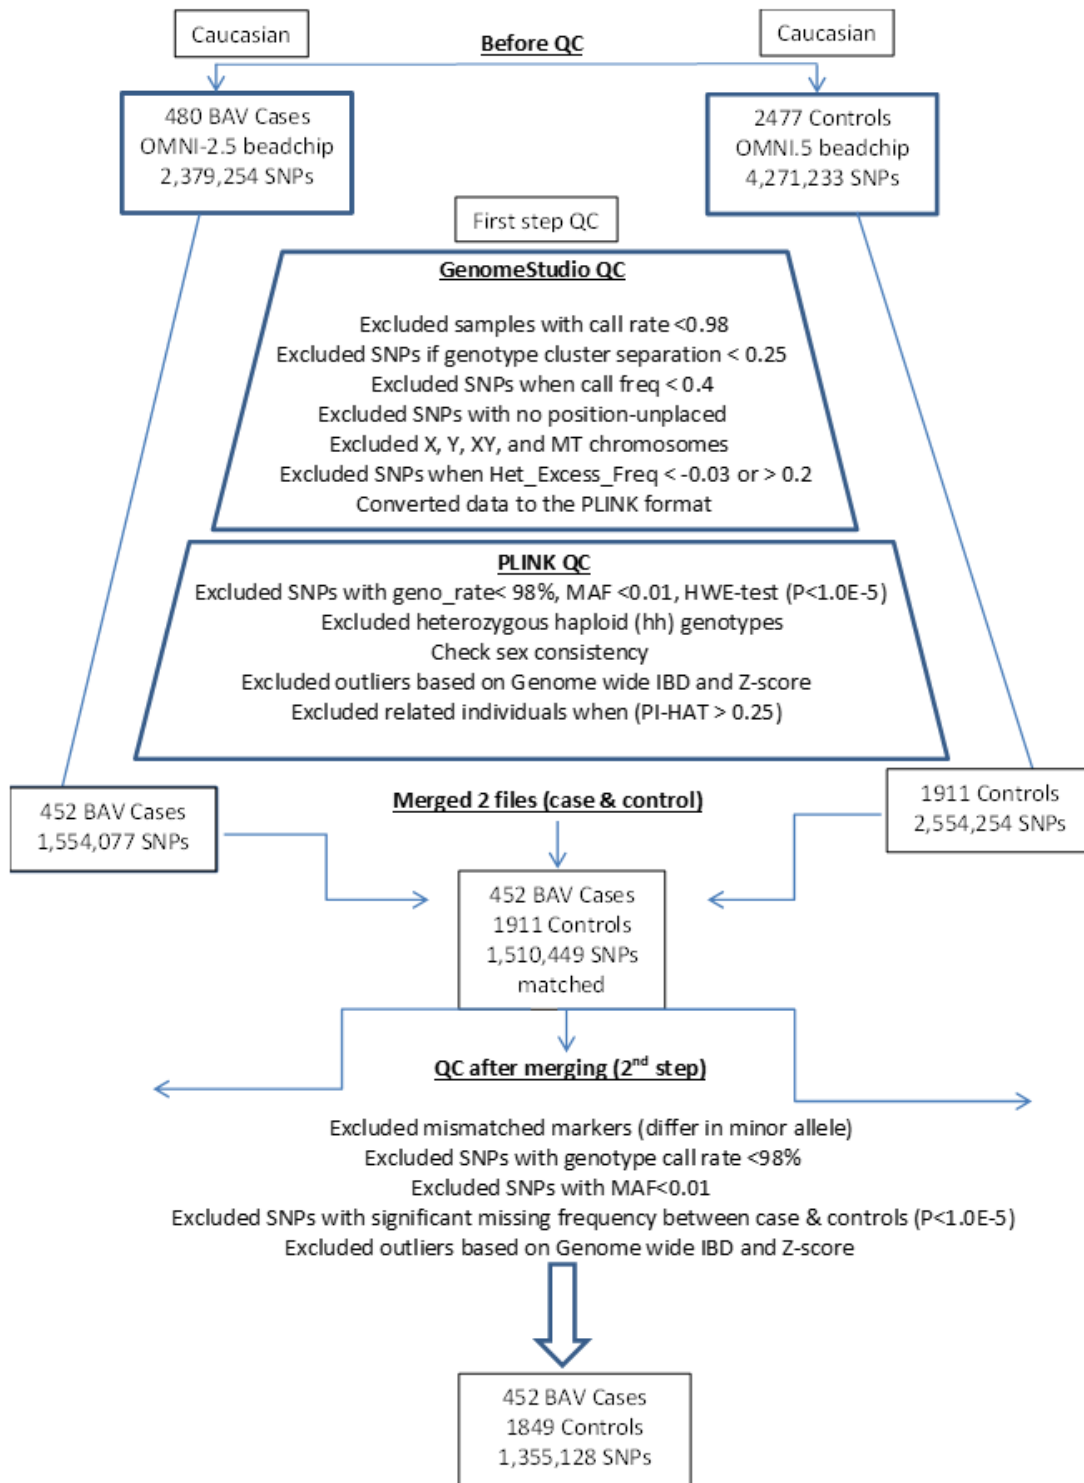 Caucasian
Caucasian
Before QC
480 BAV Cases
OMNI-2.5 beadchip
2,379,254 SNPs
2477 Controls
OMNI.5 beadchip
4,271,233 SNPs
First step QC
GenomeStudio QC
Excluded samples with call rate <0.98
Excluded SNPs if genotype cluster separation < 0.25
Excluded SNPs when call freq < 0.4
Excluded SNPs with no position-unplaced
Excluded X, Y, XY, and MT chromosomes
Excluded SNPs when Het_Excess_Freq < -0.03 or > 0.2
Converted data to the PLINK format
PLINK QC
Excluded SNPs with geno_rate< 98%, MAF <0.01, HWE-test (P<1.0E-5)
Excluded heterozygous haploid (hh) genotypes
Check sex consistency
Excluded outliers based on Genome wide IBD and Z-score
Excluded related individuals when (PI-HAT > 0.25)
452 BAV Cases
1,554,077 SNPs
Merged 2 files (case & control)
1911 Controls
2,554,254 SNPs
452 BAV Cases
1911 Controls
1,510,449 SNPs
matched
QC after merging (2nd step)
Excluded mismatched markers (differ in minor allele)
Excluded SNPs with genotype call rate <98%
Excluded SNPs with MAF<0.01
Excluded SNPs with significant missing frequency between case & controls (P<1.0E-5)
Excluded outliers based on Genome wide IBD and Z-score
452 BAV Cases
1849 Controls
1,355,128 SNPs